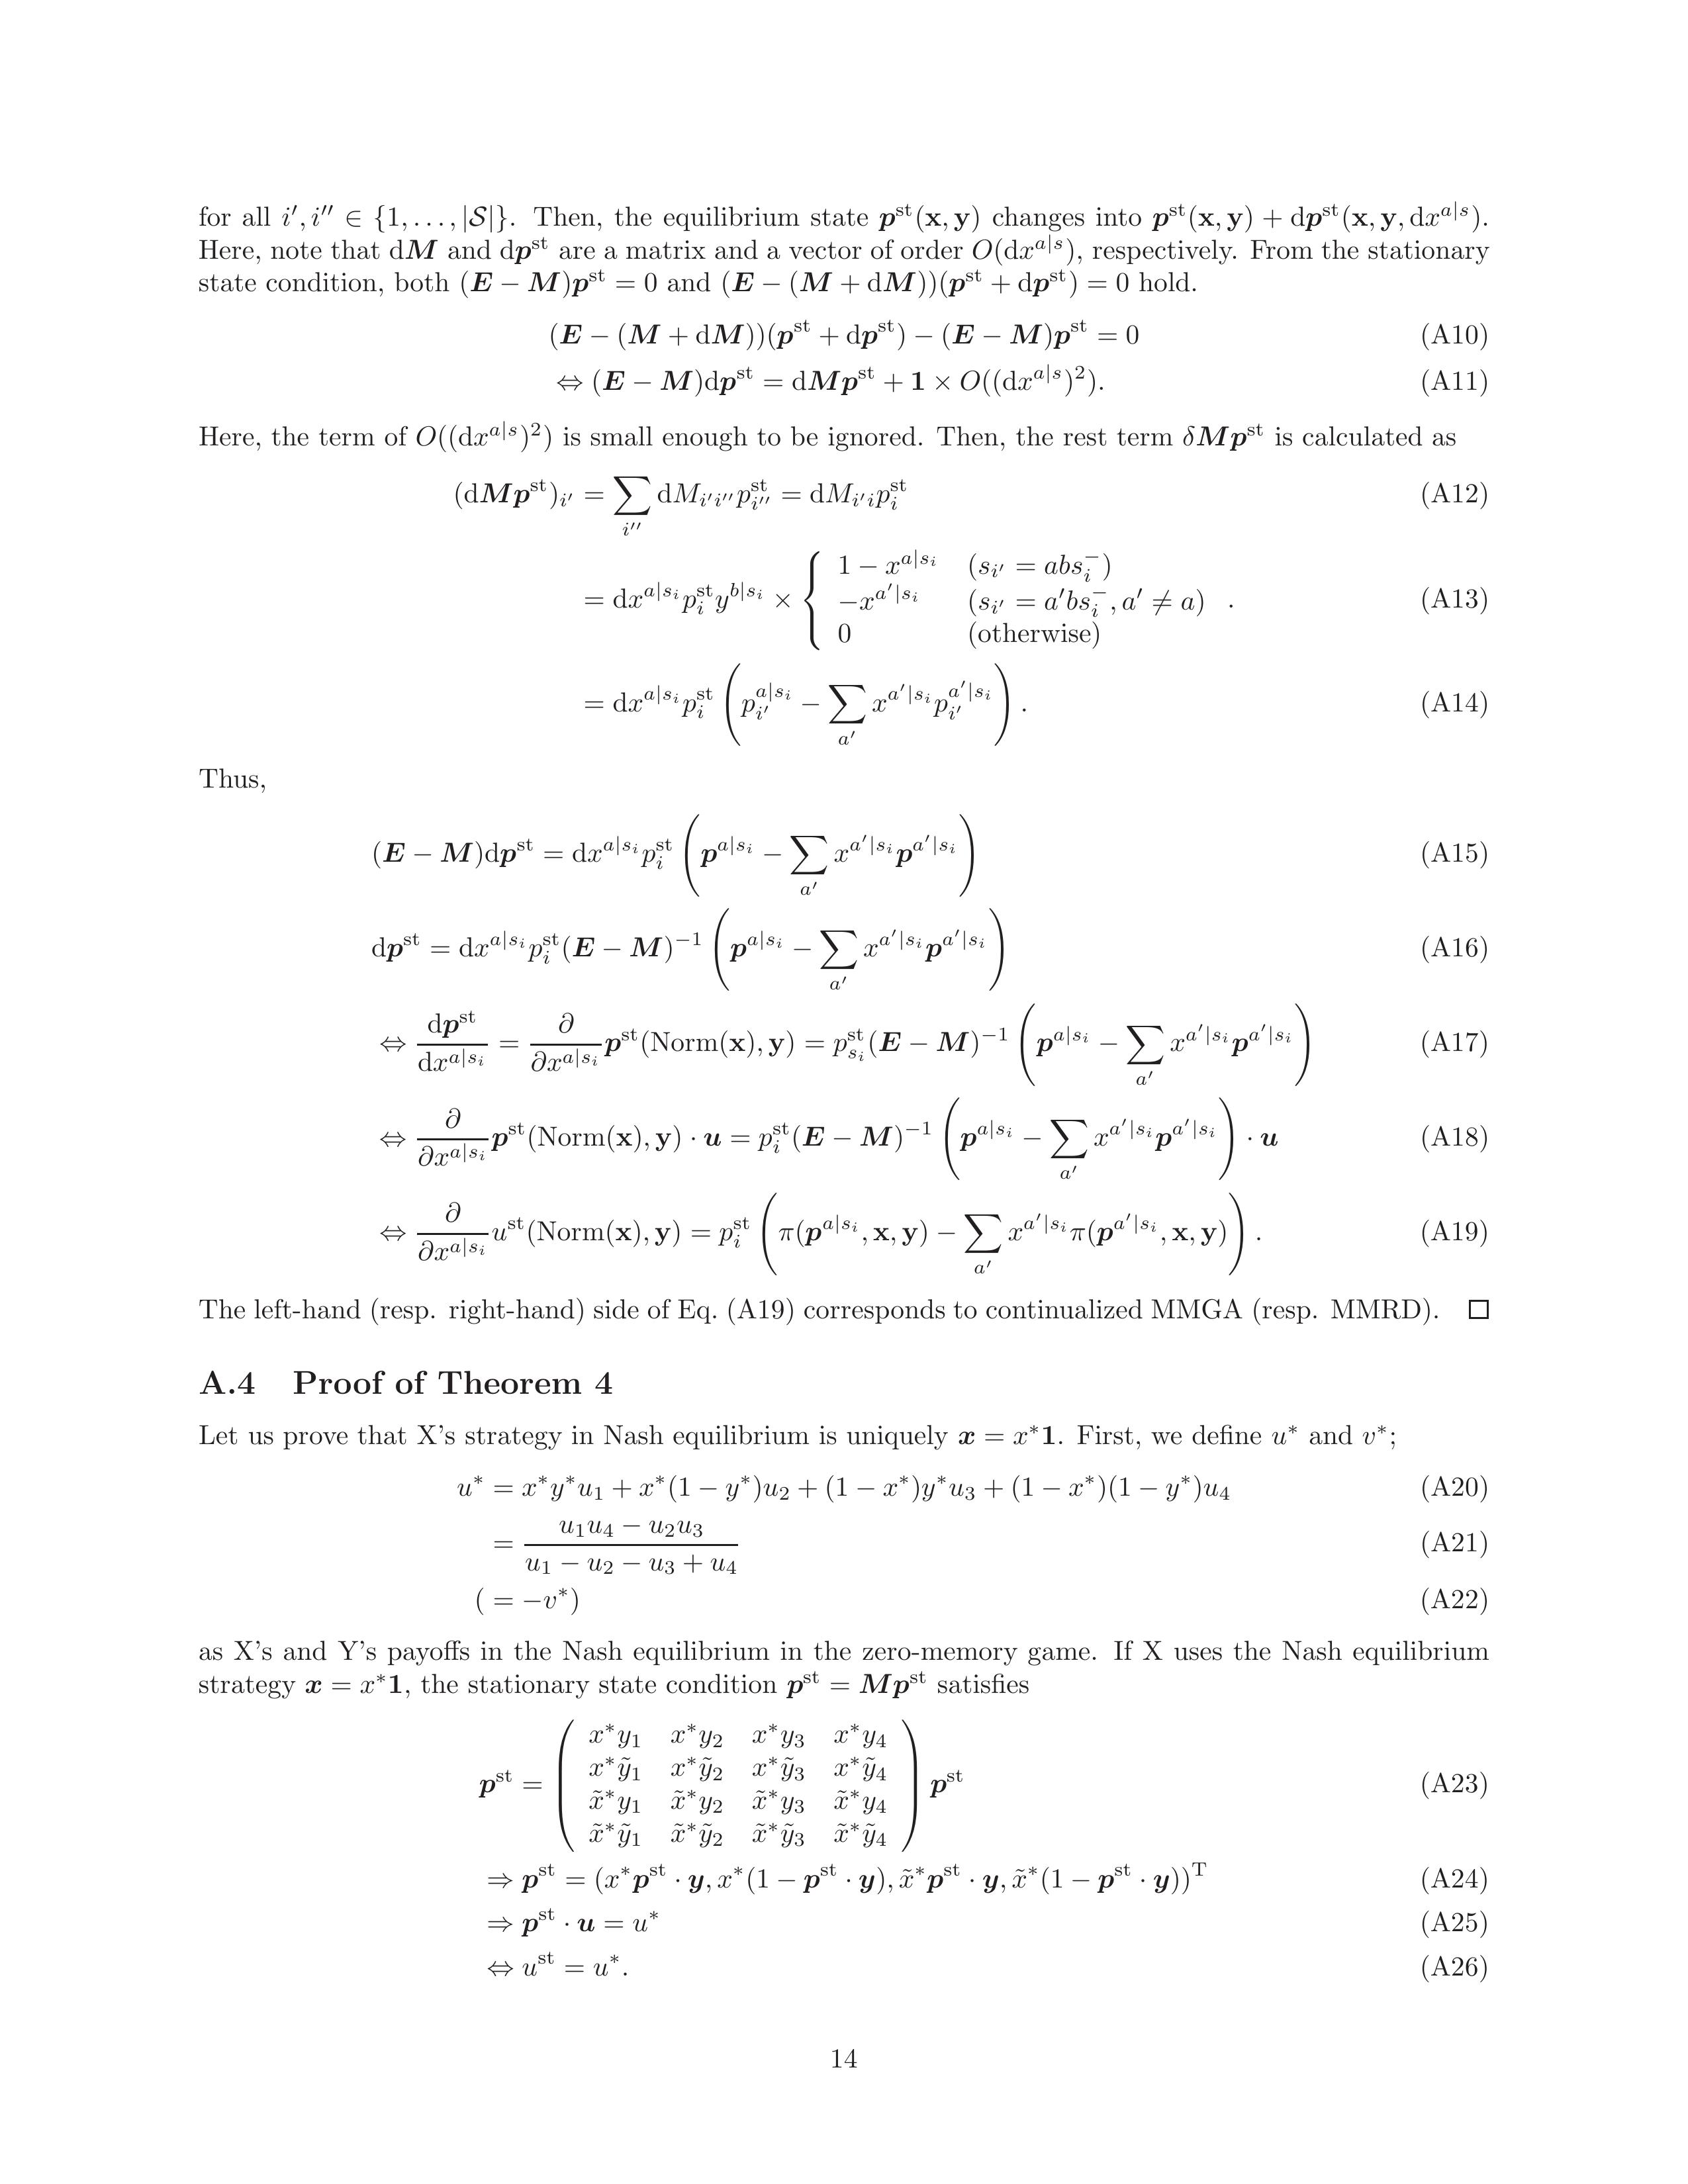 for all $i', i'' \in \{1, \ldots, |\mathcal{S}|\}$. Then, the equilibrium state $\boldsymbol{p}^{\mathrm{st}}(\mathbf{x}, \mathbf{y})$ changes into $\boldsymbol{p}^{\mathrm{st}}(\mathbf{x}, \mathbf{y}) + \mathrm{d}\boldsymbol{p}^{\mathrm{st}}(\mathbf{x}, \mathbf{y}, \mathrm{d}x^{a|s})$.
Here, note that $\mathrm{d}\boldsymbol{M}$ and $\mathrm{d}\boldsymbol{p}^{\mathrm{st}}$ are a matrix and a vector of order $O(\mathrm{d}x^{a|s})$, respectively. From the stationary
state condition, both $(\boldsymbol{E} - \boldsymbol{M})\boldsymbol{p}^{\mathrm{st}} = 0$ and $(\boldsymbol{E} - (\boldsymbol{M} + \mathrm{d}\boldsymbol{M}))(\boldsymbol{p}^{\mathrm{st}} + \mathrm{d}\boldsymbol{p}^{\mathrm{st}}) = 0$ hold.
$(\boldsymbol{E} - (\boldsymbol{M} + \mathrm{d}\boldsymbol{M}))(\boldsymbol{p}^{\mathrm{st}} + \mathrm{d}\boldsymbol{p}^{\mathrm{st}}) - (\boldsymbol{E} - \boldsymbol{M})\boldsymbol{p}^{\mathrm{st}} = 0$ (A10)
$\Leftrightarrow (\boldsymbol{E} - \boldsymbol{M})\mathrm{d}\boldsymbol{p}^{\mathrm{st}} = \mathrm{d}\boldsymbol{M}\boldsymbol{p}^{\mathrm{st}} + \mathbf{1} \times O((\mathrm{d}x^{a|s})^2).$ (A11)
Here, the term of $O((\mathrm{d}x^{a|s})^2)$ is small enough to be ignored. Then, the rest term $\delta\boldsymbol{M}\boldsymbol{p}^{\mathrm{st}}$ is calculated as
$(\mathrm{d}\boldsymbol{M}\boldsymbol{p}^{\mathrm{st}})_{i'} = \sum_{i''} \mathrm{d}M_{i'i''} p^{\mathrm{st}}_{i''} = \mathrm{d}M_{i'i} p^{\mathrm{st}}_i$ (A12)
$= \mathrm{d}x^{a|s_i} p^{\mathrm{st}}_i y^{b|s_i} \times \begin{cases} 1 - x^{a|s_i} & (s_{i'} = abs_i^-) \\ -x^{a'|s_i} & (s_{i'} = a'bs_i^-, a' \neq a) \\ 0 & (\text{otherwise}) \end{cases}.$ (A13)
$= \mathrm{d}x^{a|s_i} p^{\mathrm{st}}_i \left( p^{a|s_i}_{i'} - \sum_{a'} x^{a'|s_i} p^{a'|s_i}_{i'} \right).$ (A14)
Thus,
$(\boldsymbol{E} - \boldsymbol{M})\mathrm{d}\boldsymbol{p}^{\mathrm{st}} = \mathrm{d}x^{a|s_i} p^{\mathrm{st}}_i \left( \boldsymbol{p}^{a|s_i} - \sum_{a'} x^{a'|s_i} \boldsymbol{p}^{a'|s_i} \right)$ (A15)
$\mathrm{d}\boldsymbol{p}^{\mathrm{st}} = \mathrm{d}x^{a|s_i} p^{\mathrm{st}}_i (\boldsymbol{E} - \boldsymbol{M})^{-1} \left( \boldsymbol{p}^{a|s_i} - \sum_{a'} x^{a'|s_i} \boldsymbol{p}^{a'|s_i} \right)$ (A16)
$\Leftrightarrow \frac{\mathrm{d}\boldsymbol{p}^{\mathrm{st}}}{\mathrm{d}x^{a|s_i}} = \frac{\partial}{\partial x^{a|s_i}} \boldsymbol{p}^{\mathrm{st}}(\mathrm{Norm}(\mathbf{x}), \mathbf{y}) = p^{\mathrm{st}}_{s_i} (\boldsymbol{E} - \boldsymbol{M})^{-1} \left( \boldsymbol{p}^{a|s_i} - \sum_{a'} x^{a'|s_i} \boldsymbol{p}^{a'|s_i} \right)$ (A17)
$\Leftrightarrow \frac{\partial}{\partial x^{a|s_i}} \boldsymbol{p}^{\mathrm{st}}(\mathrm{Norm}(\mathbf{x}), \mathbf{y}) \cdot \boldsymbol{u} = p^{\mathrm{st}}_i (\boldsymbol{E} - \boldsymbol{M})^{-1} \left( \boldsymbol{p}^{a|s_i} - \sum_{a'} x^{a'|s_i} \boldsymbol{p}^{a'|s_i} \right) \cdot \boldsymbol{u}$ (A18)
$\Leftrightarrow \frac{\partial}{\partial x^{a|s_i}} u^{\mathrm{st}}(\mathrm{Norm}(\mathbf{x}), \mathbf{y}) = p^{\mathrm{st}}_i \left( \pi(\boldsymbol{p}^{a|s_i}, \mathbf{x}, \mathbf{y}) - \sum_{a'} x^{a'|s_i} \pi(\boldsymbol{p}^{a'|s_i}, \mathbf{x}, \mathbf{y}) \right).$ (A19)
The left-hand (resp. right-hand) side of Eq. (A19) corresponds to continualized MMGA (resp. MMRD). □
A.4 Proof of Theorem 4
Let us prove that X's strategy in Nash equilibrium is uniquely $\boldsymbol{x} = x^*\mathbf{1}$. First, we define $u^*$ and $v^*$;
$u^* = x^*y^*u_1 + x^*(1 - y^*)u_2 + (1 - x^*)y^*u_3 + (1 - x^*)(1 - y^*)u_4$ (A20)
$= \frac{u_1u_4 - u_2u_3}{u_1 - u_2 - u_3 + u_4}$ (A21)
$( = -v^*)$ (A22)
as X's and Y's payoffs in the Nash equilibrium in the zero-memory game. If X uses the Nash equilibrium
strategy $\boldsymbol{x} = x^*\mathbf{1}$, the stationary state condition $\boldsymbol{p}^{\mathrm{st}} = \boldsymbol{M}\boldsymbol{p}^{\mathrm{st}}$ satisfies
$\boldsymbol{p}^{\mathrm{st}} = \begin{pmatrix} x^*y_1 & x^*y_2 & x^*y_3 & x^*y_4 \\ x^*\tilde{y}_1 & x^*\tilde{y}_2 & x^*\tilde{y}_3 & x^*\tilde{y}_4 \\ \tilde{x}^*y_1 & \tilde{x}^*y_2 & \tilde{x}^*y_3 & \tilde{x}^*y_4 \\ \tilde{x}^*\tilde{y}_1 & \tilde{x}^*\tilde{y}_2 & \tilde{x}^*\tilde{y}_3 & \tilde{x}^*\tilde{y}_4 \end{pmatrix} \boldsymbol{p}^{\mathrm{st}}$ (A23)
$\Rightarrow \boldsymbol{p}^{\mathrm{st}} = (x^*\boldsymbol{p}^{\mathrm{st}} \cdot \boldsymbol{y}, x^*(1 - \boldsymbol{p}^{\mathrm{st}} \cdot \boldsymbol{y}), \tilde{x}^*\boldsymbol{p}^{\mathrm{st}} \cdot \boldsymbol{y}, \tilde{x}^*(1 - \boldsymbol{p}^{\mathrm{st}} \cdot \boldsymbol{y}))^{\mathrm{T}}$ (A24)
$\Rightarrow \boldsymbol{p}^{\mathrm{st}} \cdot \boldsymbol{u} = u^*$ (A25)
$\Leftrightarrow u^{\mathrm{st}} = u^*.$ (A26)
14